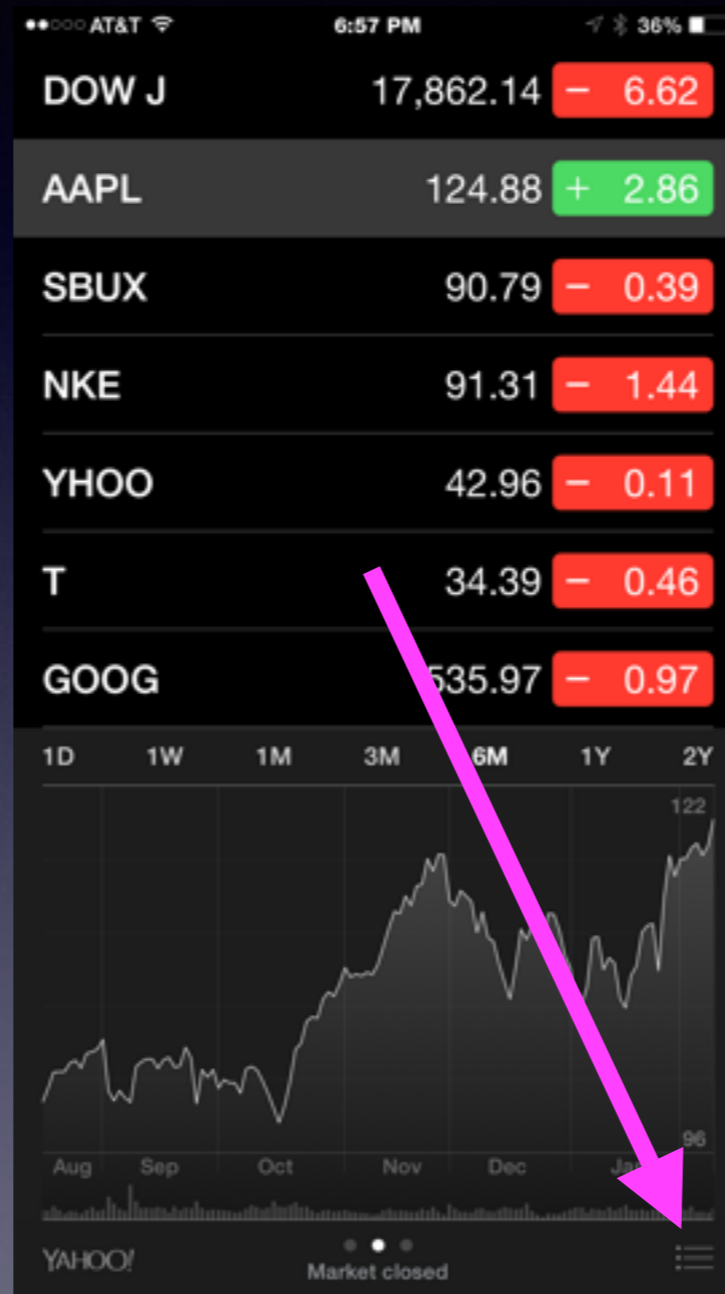 AT&T 6:57 PM 36%
DOW J 17,862.14 − 6.62
AAPL 124.88 + 2.86
SBUX 90.79 − 0.39
NKE 91.31 − 1.44
YHOO 42.96 − 0.11
T 34.39 − 0.46
GOOG 535.97 − 0.97
1D 1W 1M 3M 6M 1Y 2Y
122
96
Aug Sep Oct Nov Dec
YAHOO!
Market closed